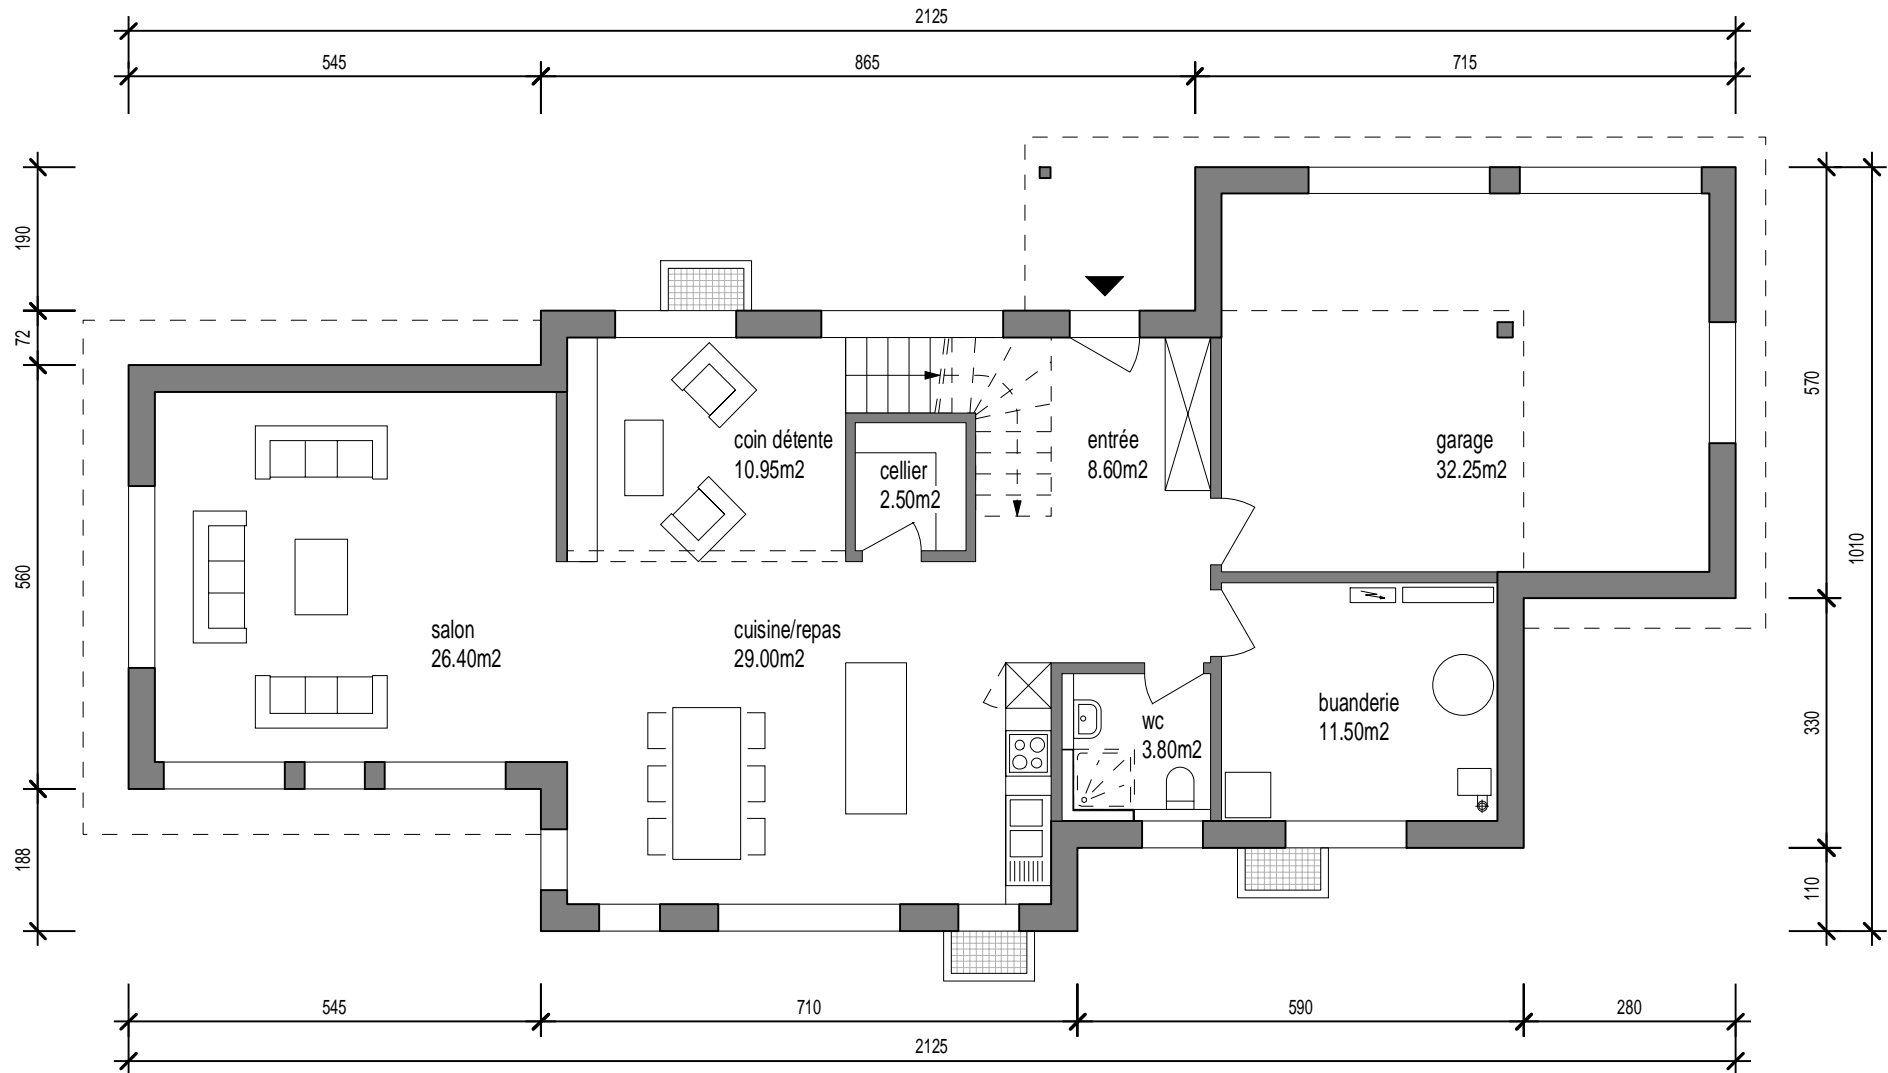 2125
545
865
715
190
72
560
188
570
330
110
1010
coin détente
10.95m2
cellier
2.50m2
entrée
8.60m2
garage
32.25m2
salon
26.40m2
cuisine/repas
29.00m2
wc
3.80m2
buanderie
11.50m2
545
710
590
280
2125